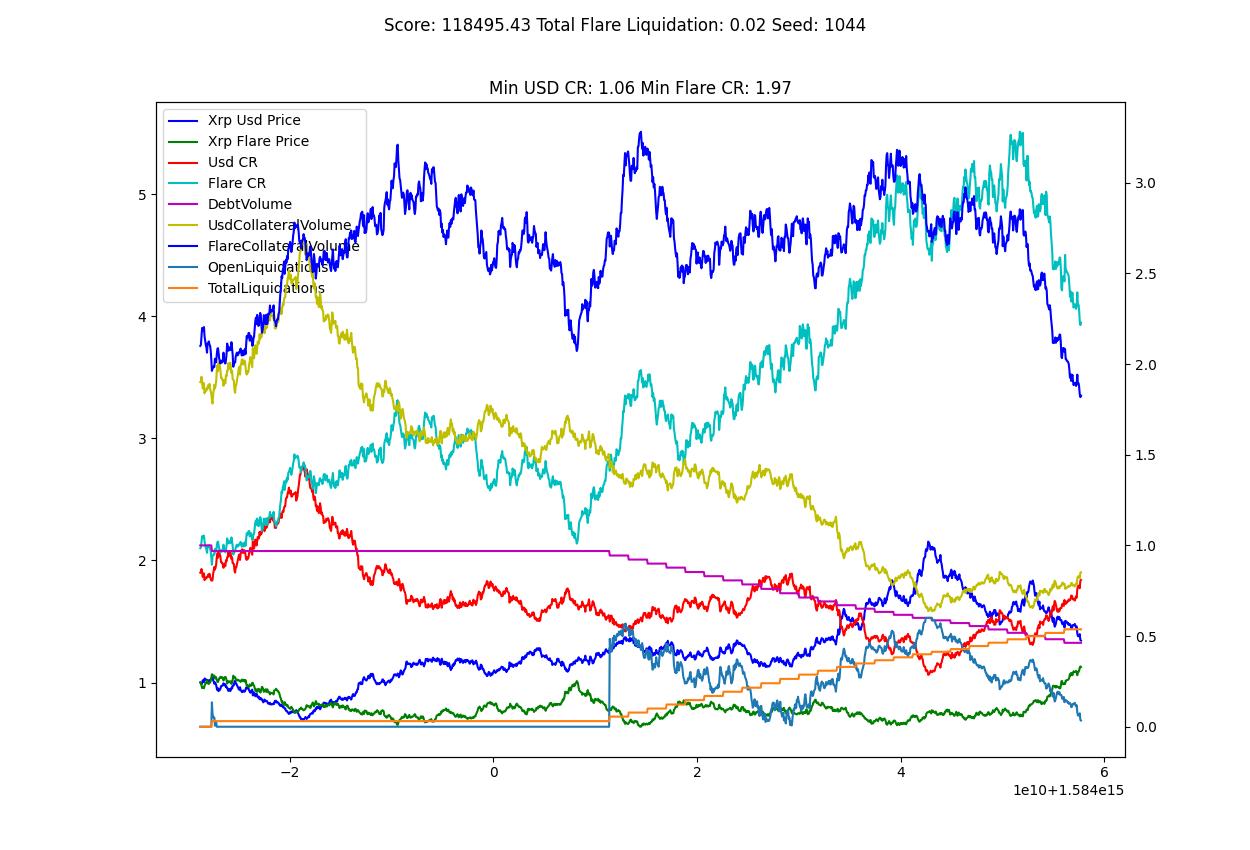 Score: 118495.43 Total Flare Liquidation: 0.02 Seed: 1044
Min USD CR: 1.06 Min Flare CR: 1.97
Xrp Usd Price
Xrp Flare Price
Usd CR
Flare CR
DebtVolume
UsdCollateralVolume
FlareCollateralVolume
OpenLiquidations
TotalLiquidations
5
4
3
2
1
3.0
2.5
2.0
1.5
1.0
0.5
0.0
−2
0
2
4
6
1e10+1.584e15